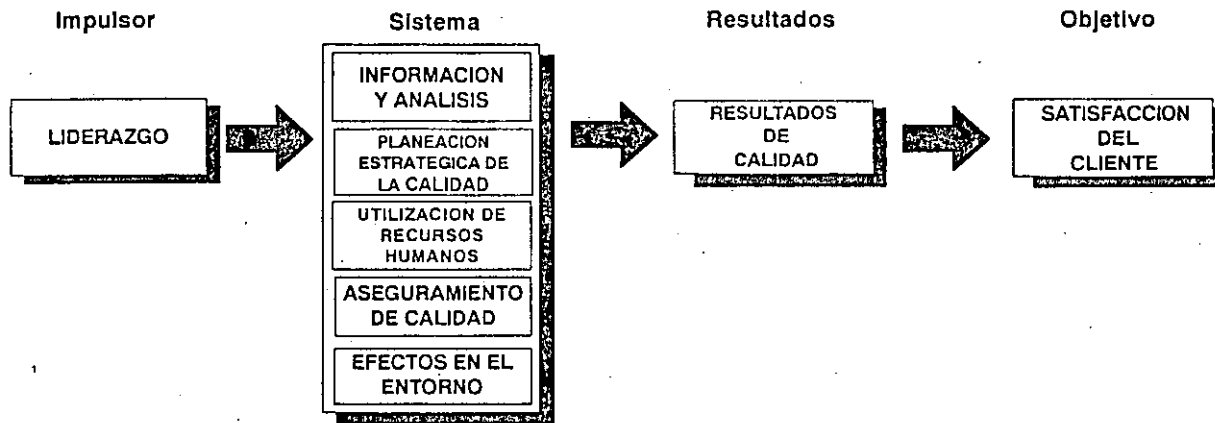 Impulsor
Sistema
Resultados
Objetivo
LIDERAZGO
INFORMACION
Y ANALISIS
PLANEACION
ESTRATEGICA DE
LA CALIDAD
UTILIZACION DE
RECURSOS
HUMANOS
ASEGURAMIENTO
DE CALIDAD
EFECTOS EN EL
ENTORNO
RESULTADOS
DE
CALIDAD
SATISFACCION
DEL
CLIENTE